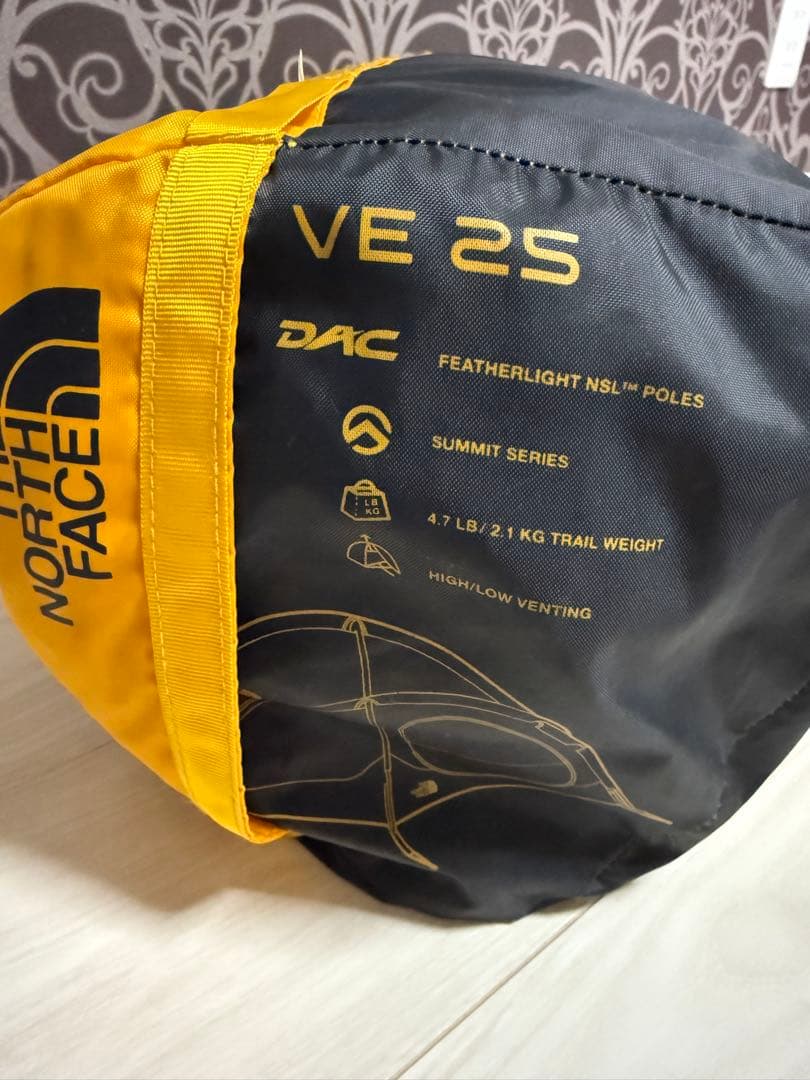 VE 25
DAC FEATHERLIGHT NSL™ POLES
SUMMIT SERIES
LB
KG
4.7 LB/2.1 KG TRAIL WEIGHT
HIGH/LOW VENTING
THE
NORTH
FACE